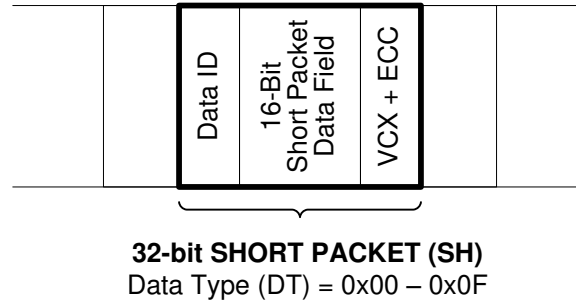 Data ID
16-Bit
Short Packet
Data Field
VCX + ECC
32-bit SHORT PACKET (SH)
Data Type (DT) = 0x00 – 0x0F